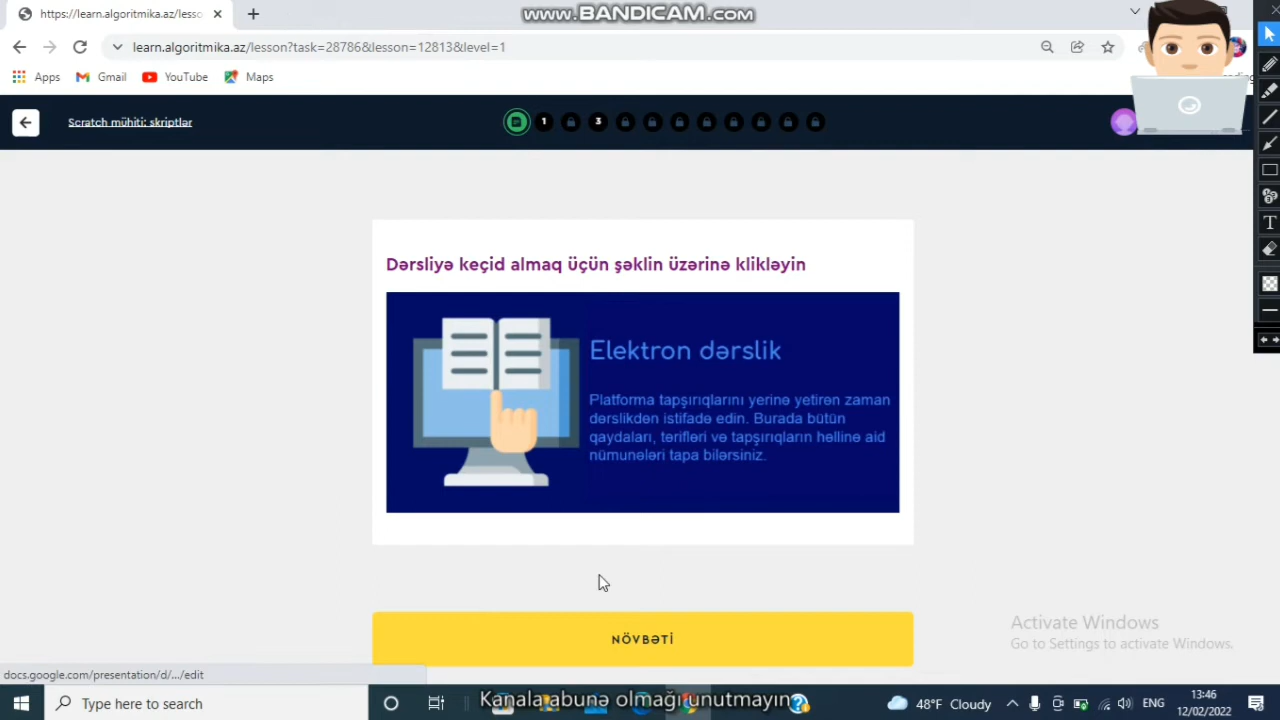 https://learn.algoritmika.az/lesso
www.BANDICAM.com
learn.algoritmika.az/lesson?task=28786&lesson=12813&level=1
Apps
Gmail
YouTube
Maps
Scratch mühiti: skriptlər
1
3
Dərsliyə keçid almaq üçün şəklin üzərinə klikləyin
Elektron dərslik
Platforma tapşırıqlarını yerinə yetirən zaman
dərslikdən istifadə edin. Burada bütün
qaydaları, tərifləri və tapşırıqların həllinə aid
nümunələri tapa bilərsiniz.
NÖVBƏTİ
Activate Windows
Go to Settings to activate Windows.
docs.google.com/presentation/d/.../edit
Kanala abunə olmağı unutmayın
Type here to search
48°F Cloudy
ENG
13:46
12/02/2022